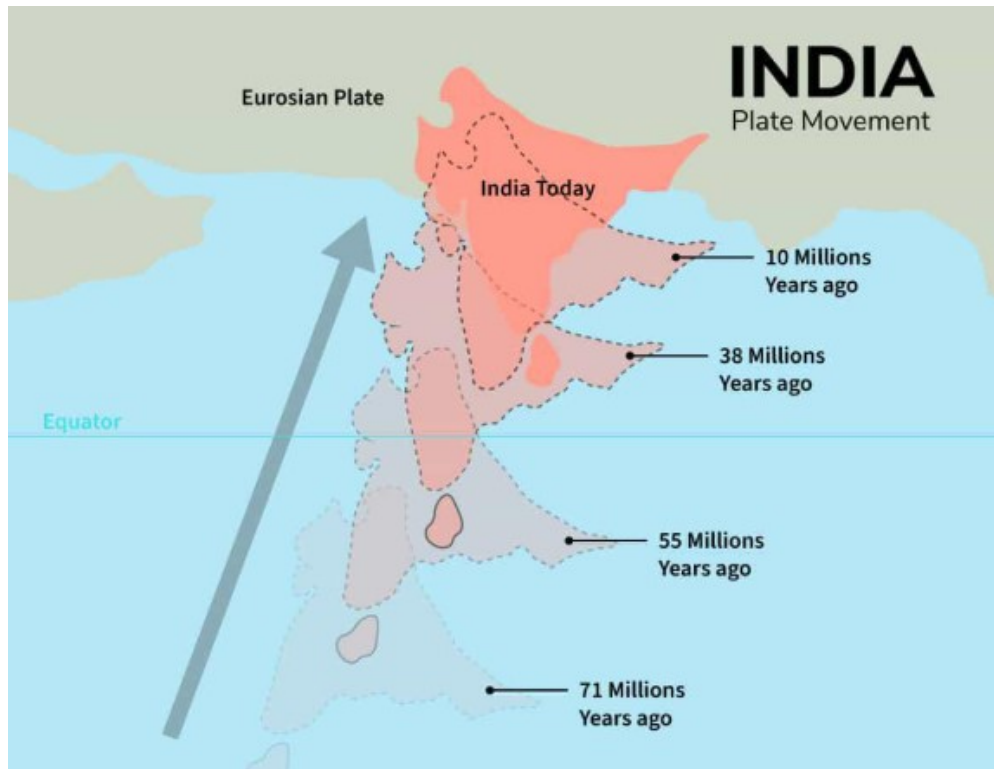 INDIA
Plate Movement
Eurosian Plate
India Today
10 Millions
Years ago
38 Millions
Years ago
Equator
55 Millions
Years ago
71 Millions
Years ago